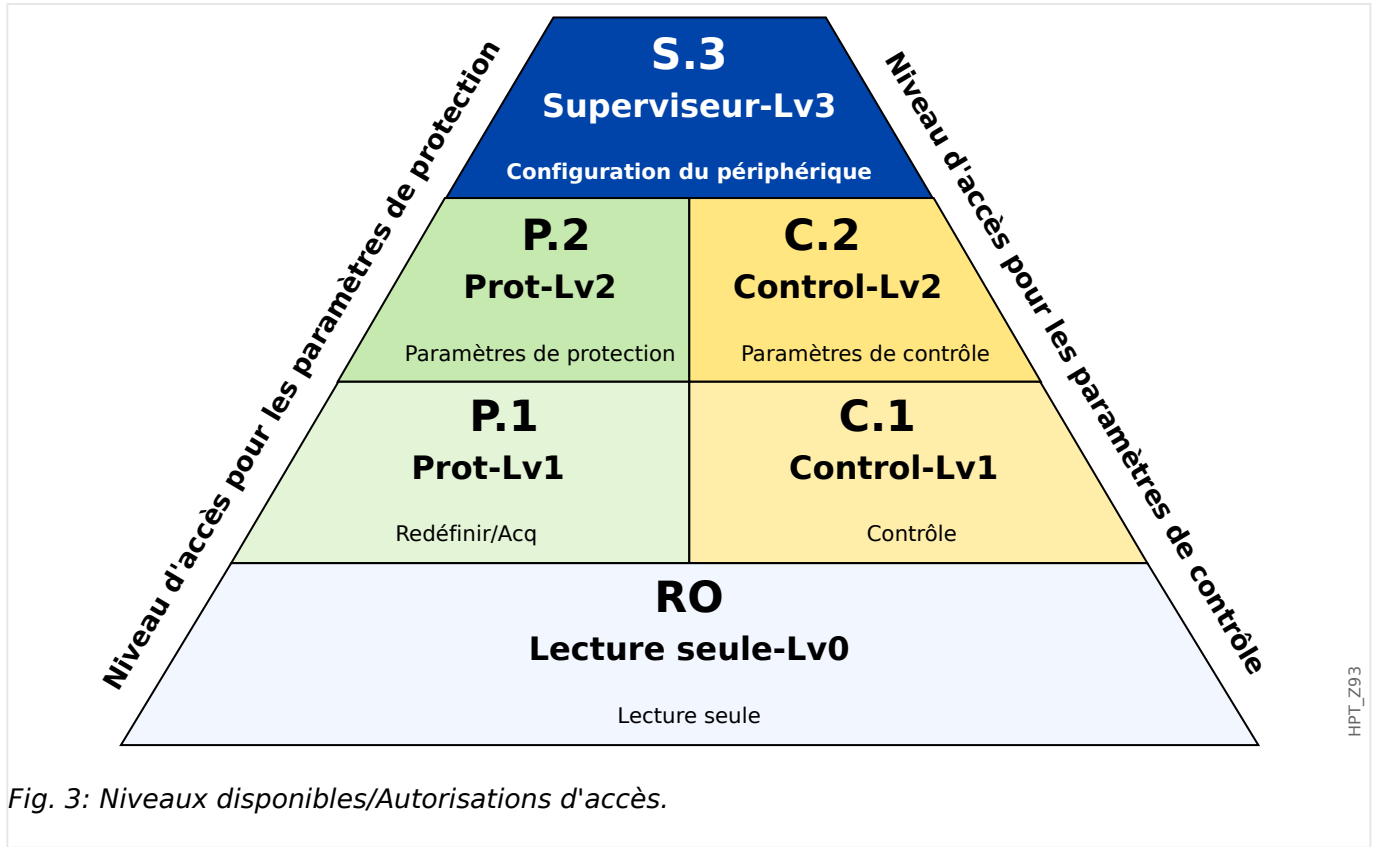 Niveau d'accès pour les paramètres de protection
Niveau d'accès pour les paramètres de contrôle
S.3
Superviseur-Lv3
Configuration du périphérique
P.2
Prot-Lv2
Paramètres de protection
C.2
Control-Lv2
Paramètres de contrôle
P.1
Prot-Lv1
Redéfinir/Acq
C.1
Control-Lv1
Contrôle
RO
Lecture seule-Lv0
Lecture seule
HPT_Z93
Fig. 3: Niveaux disponibles/Autorisations d'accès.